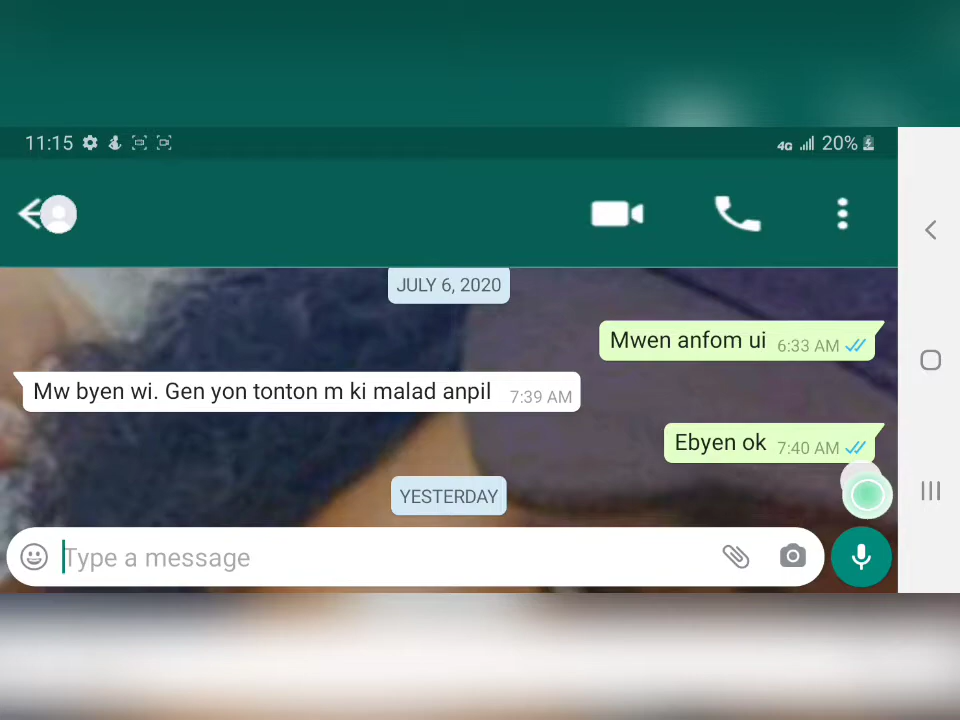 11:15
4G 20%
JULY 6, 2020
Mwen anfom ui 6:33 AM
Mw byen wi. Gen yon tonton m ki malad anpil 7:39 AM
Ebyen ok 7:40 AM
YESTERDAY
Type a message